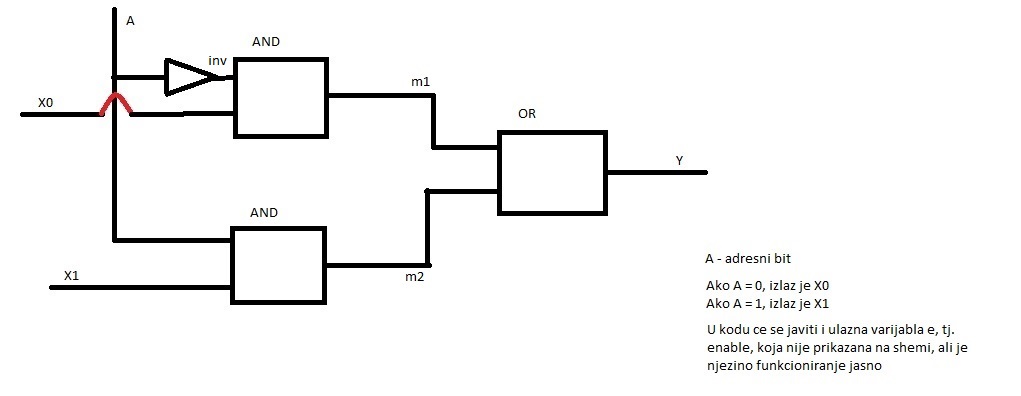 A
AND
inv
X0
m1
OR
Y
AND
X1
m2
A - adresni bit
Ako A = 0, izlaz je X0
Ako A = 1, izlaz je X1
U kodu ce se javiti i ulazna varijabla e, tj.
enable, koja nije prikazana na shemi, ali je
njezino funkcioniranje jasno